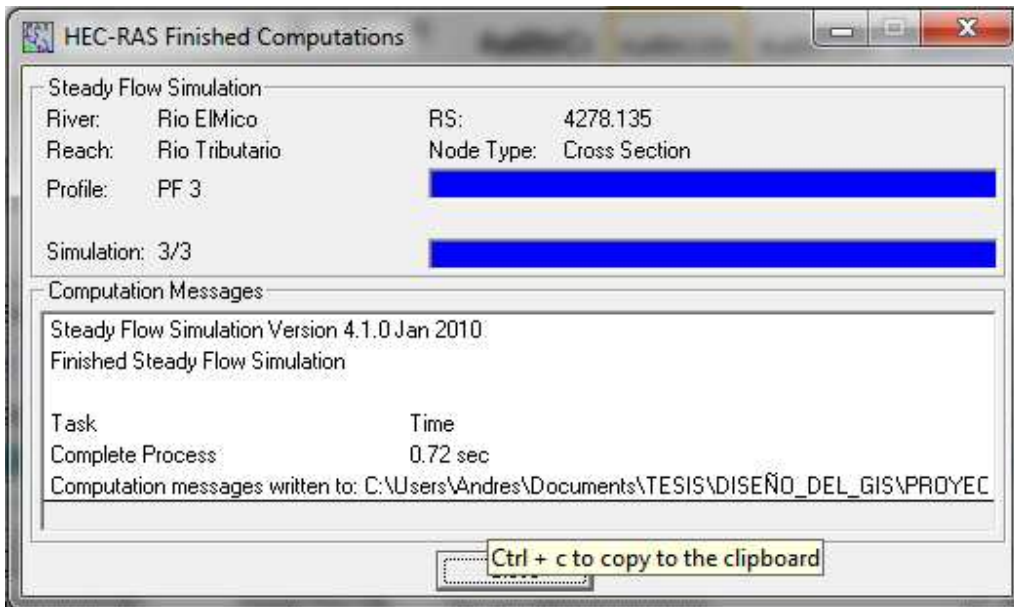 HEC-RAS Finished Computations
Steady Flow Simulation
River: Rio ElMico RS: 4278.135
Reach: Rio Tributario Node Type: Cross Section
Profile: PF 3
Simulation: 3/3
Computation Messages
Steady Flow Simulation Version 4.1.0 Jan 2010
Finished Steady Flow Simulation
Task Time
Complete Process 0.72 sec
Computation messages written to: C:\Users\Andres\Documents\TESIS\DISEÑO_DEL_GIS\PROYEC
Ctrl + c to copy to the clipboard